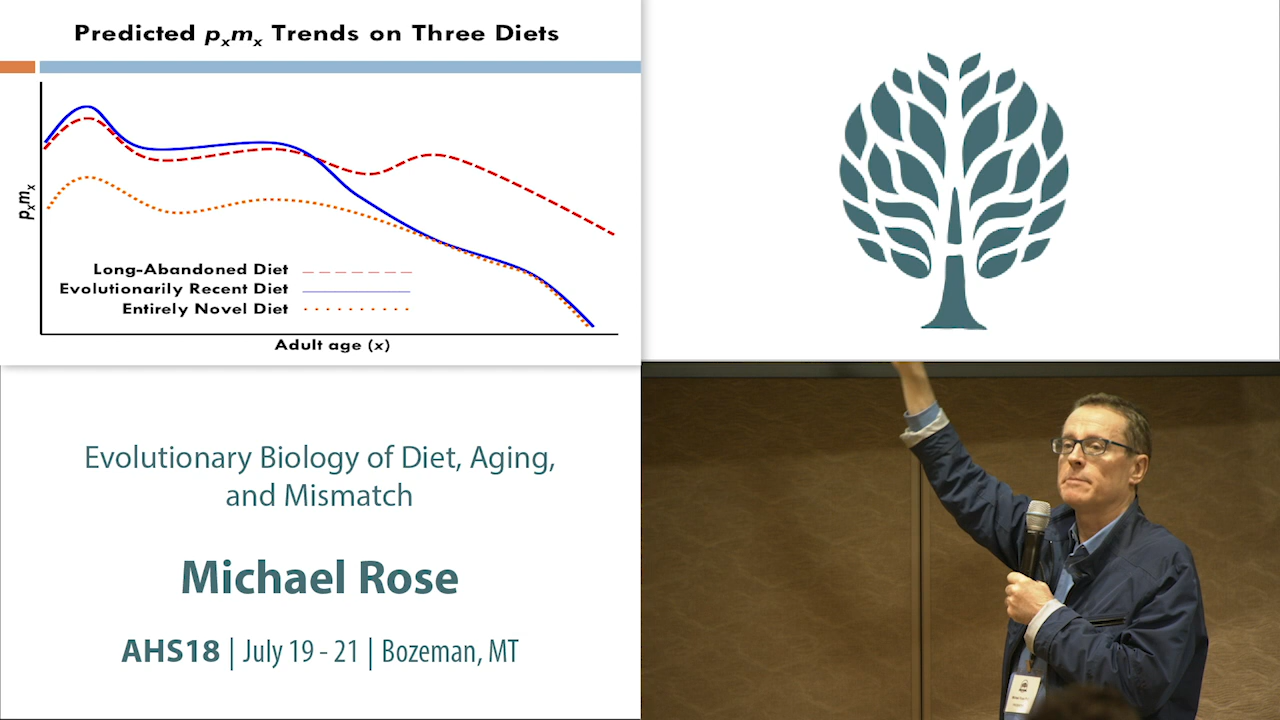 Predicted pxmx Trends on Three Diets
pxmx
Long-Abandoned Diet
Evolutionarily Recent Diet
Entirely Novel Diet
Adult age (x)
Evolutionary Biology of Diet, Aging,
and Mismatch
Michael Rose
AHS18 | July 19 - 21 | Bozeman, MT